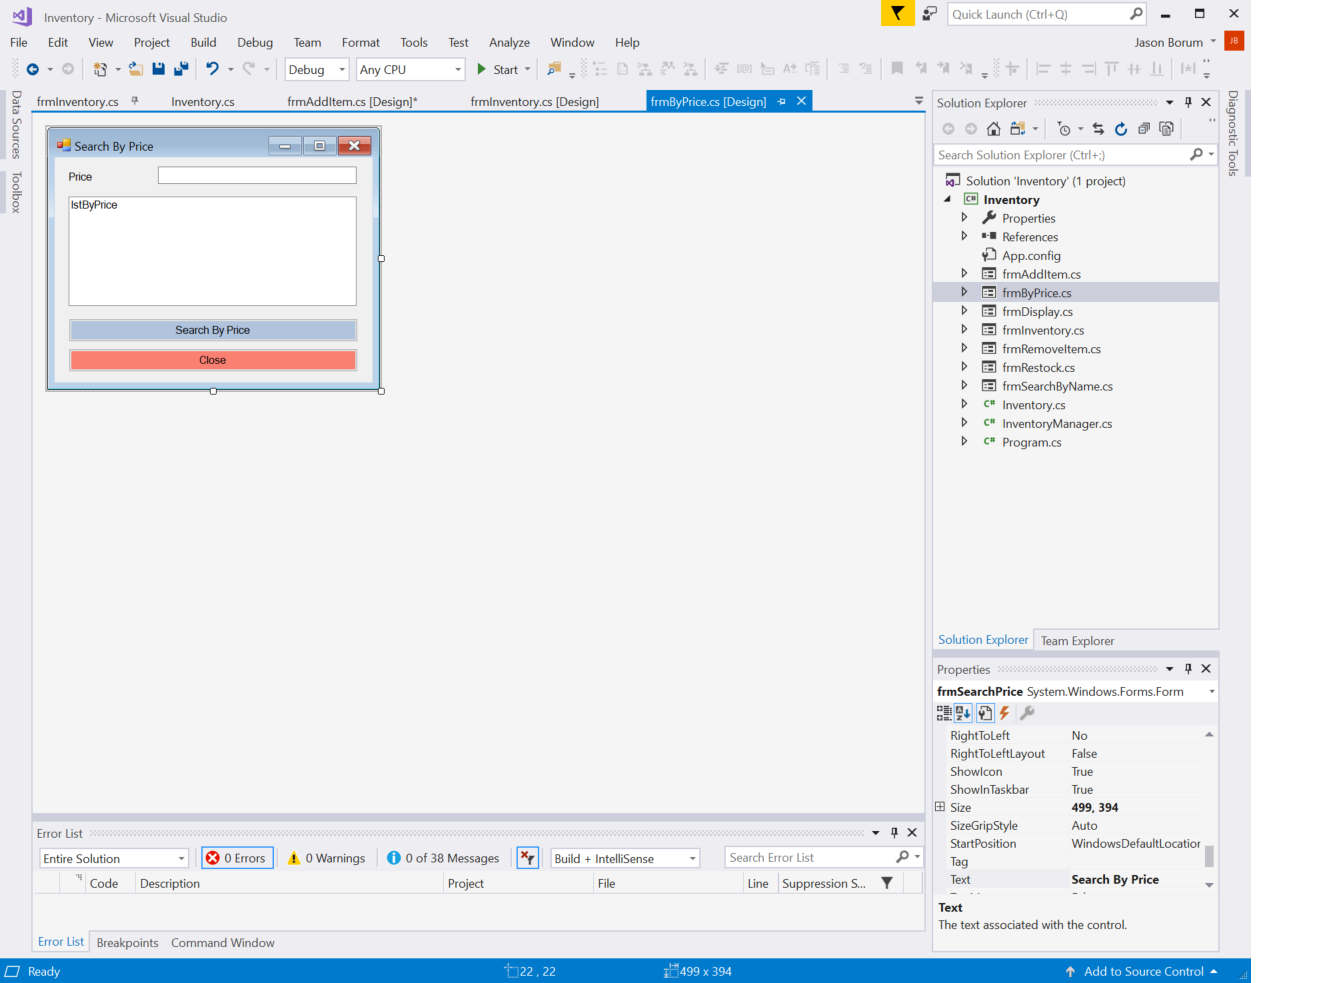 Inventory - Microsoft Visual Studio
Quick Launch (Ctrl+Q)
File Edit View Project Build Debug Team Format Tools Test Analyze Window Help
Jason Borum
JB
Debug
Any CPU
Start
Data Sources
Toolbox
frmInventory.cs
Inventory.cs
frmAddItem.cs [Design]*
frmInventory.cs [Design]
frmByPrice.cs [Design]
Search By Price
Price
lstByPrice
Search By Price
Close
Solution Explorer
Search Solution Explorer (Ctrl+;)
Solution 'Inventory' (1 project)
C# Inventory
Properties
References
App.config
frmAddItem.cs
frmByPrice.cs
frmDisplay.cs
frmInventory.cs
frmRemoveItem.cs
frmRestock.cs
frmSearchByName.cs
C# Inventory.cs
C# InventoryManager.cs
C# Program.cs
Solution Explorer Team Explorer
Diagnostic Tools
Properties
frmSearchPrice System.Windows.Forms.Form
RightToLeft No
RightToLeftLayout False
ShowIcon True
ShowInTaskbar True
Size 499, 394
SizeGripStyle Auto
StartPosition WindowsDefaultLocation
Tag
Text Search By Price
Text
The text associated with the control.
Error List
Entire Solution
0 Errors
0 Warnings
0 of 38 Messages
Build + IntelliSense
Search Error List
Code Description Project File Line Suppression S...
Error List Breakpoints Command Window
Ready
22 , 22
499 x 394
Add to Source Control